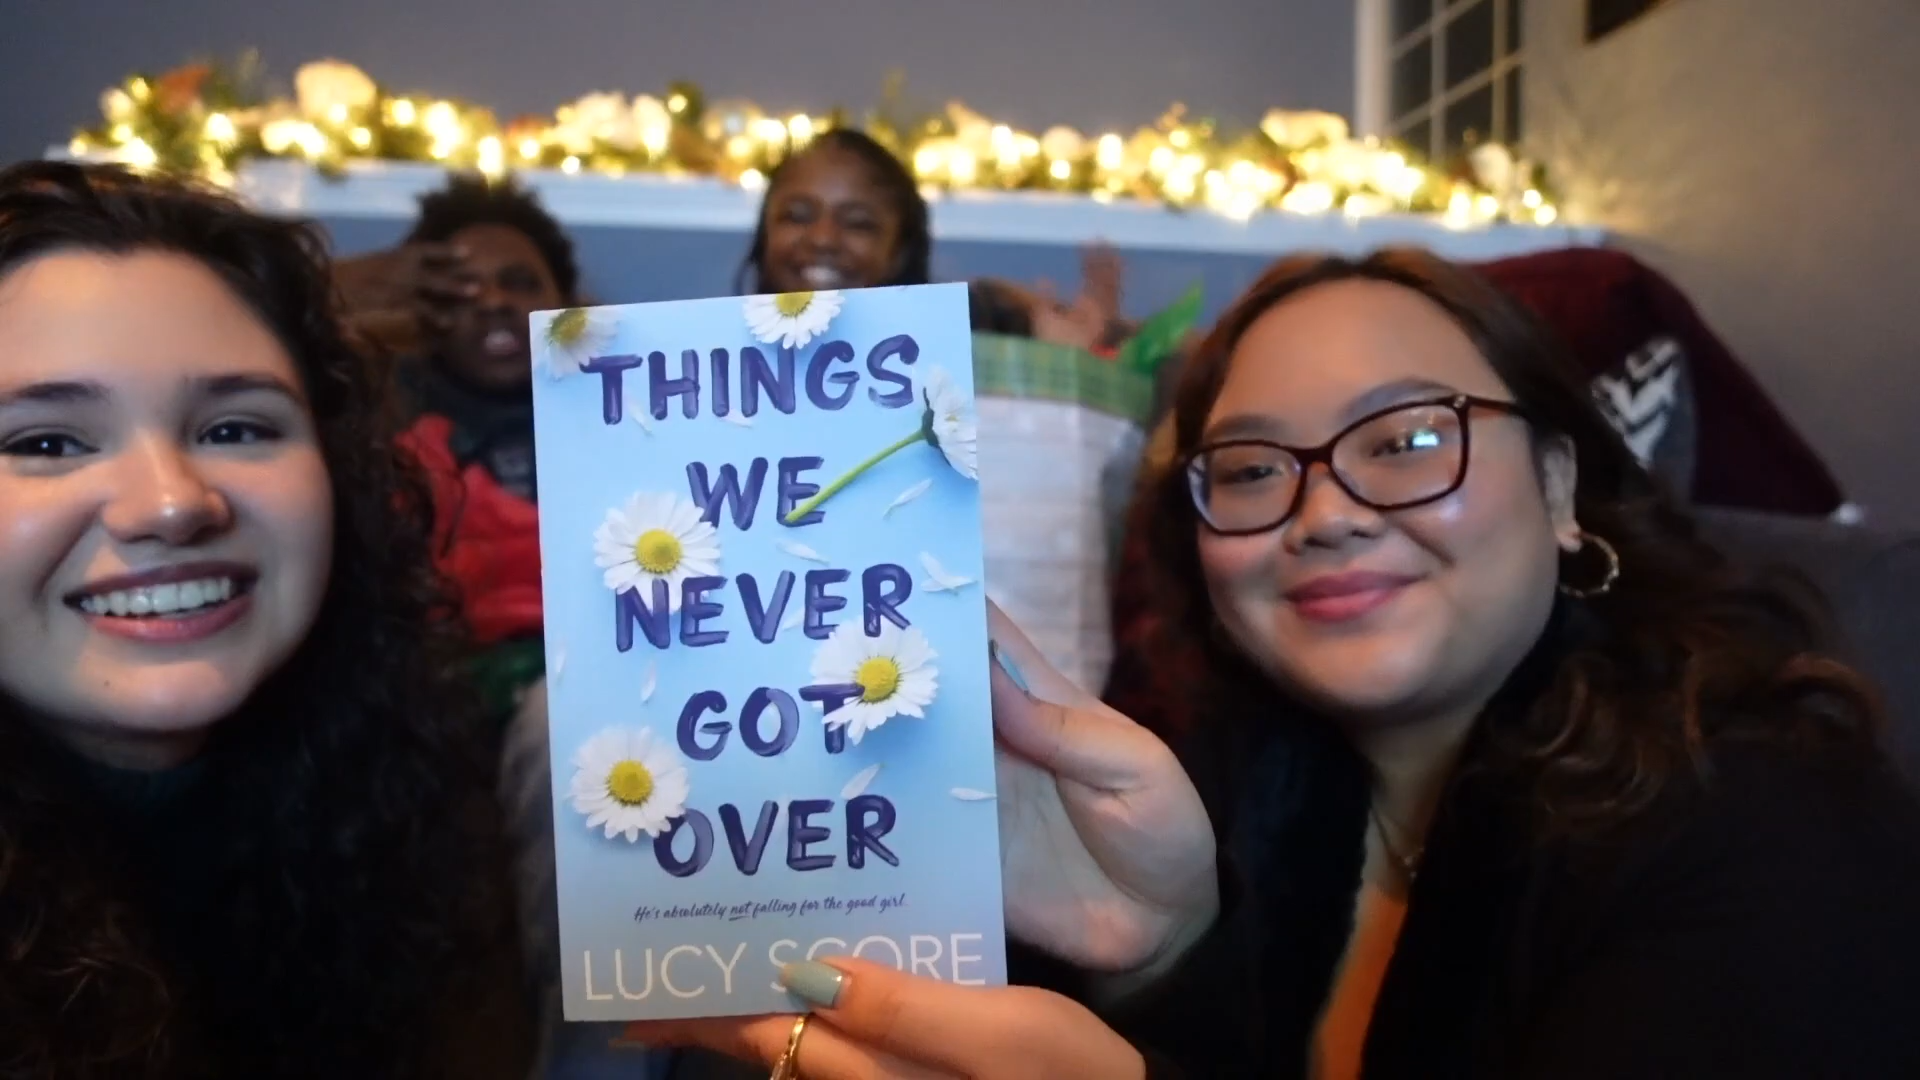 THINGS
WE
NEVER
GOT
OVER
He's absolutely not falling for the good girl.
LUCY SCORE